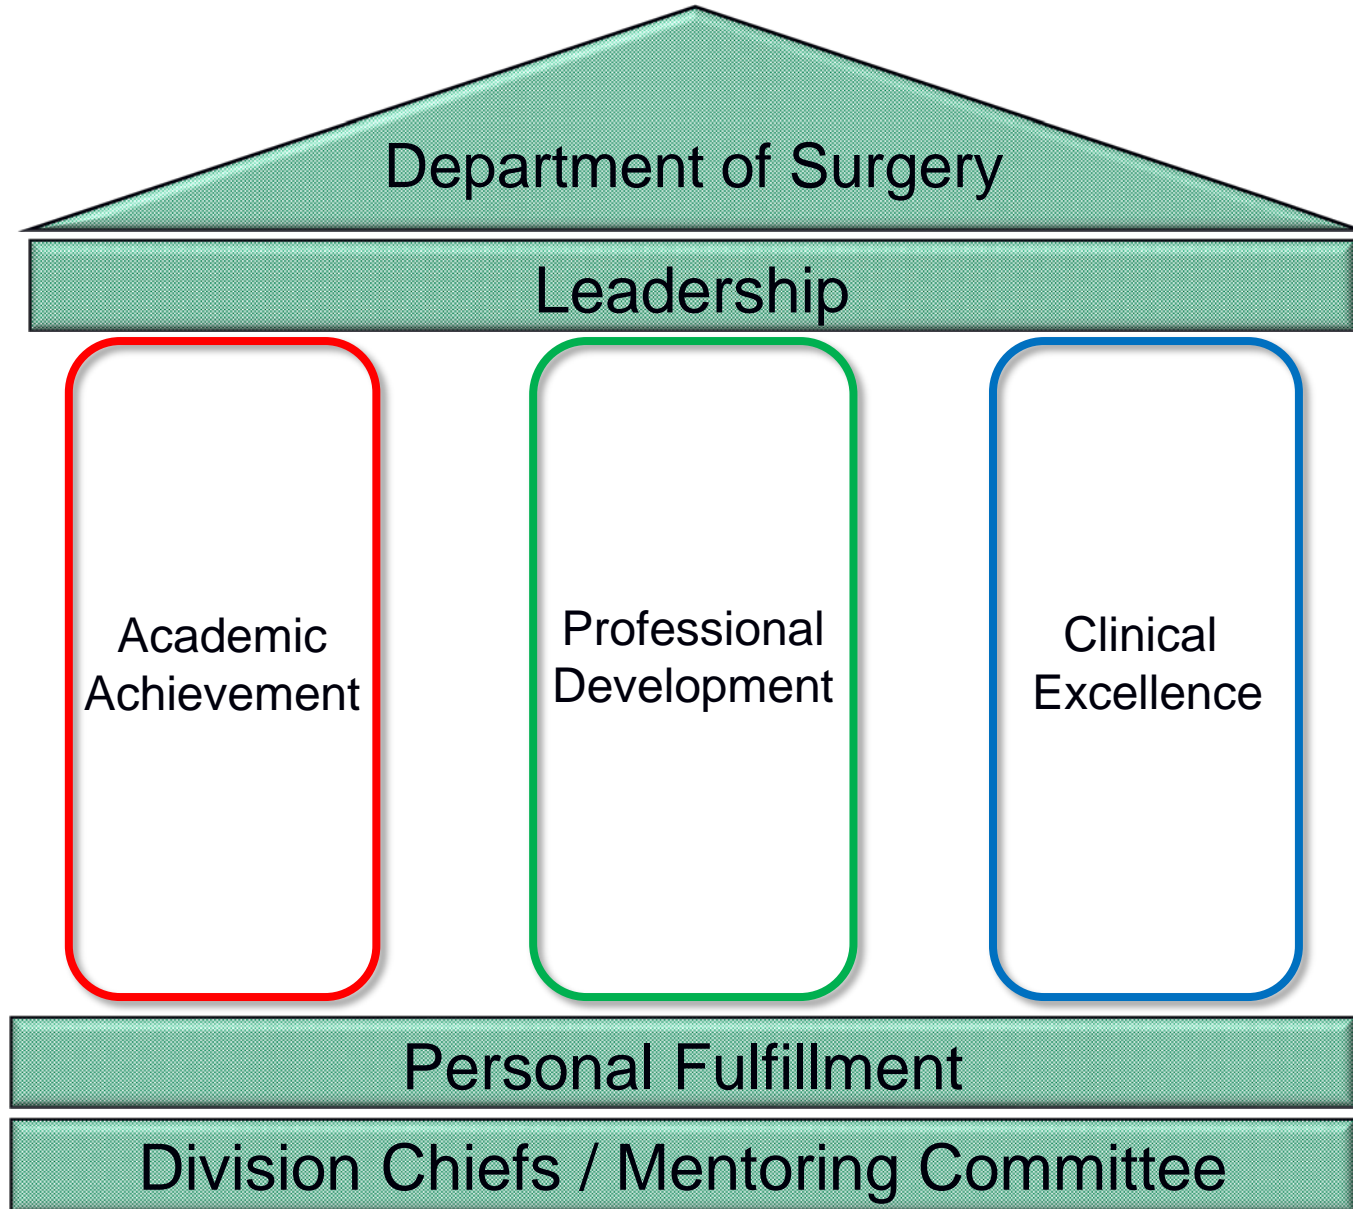 Department of Surgery
Leadership
Academic
Achievement
Professional
Development
Clinical
Excellence
Personal Fulfillment
Division Chiefs / Mentoring Committee